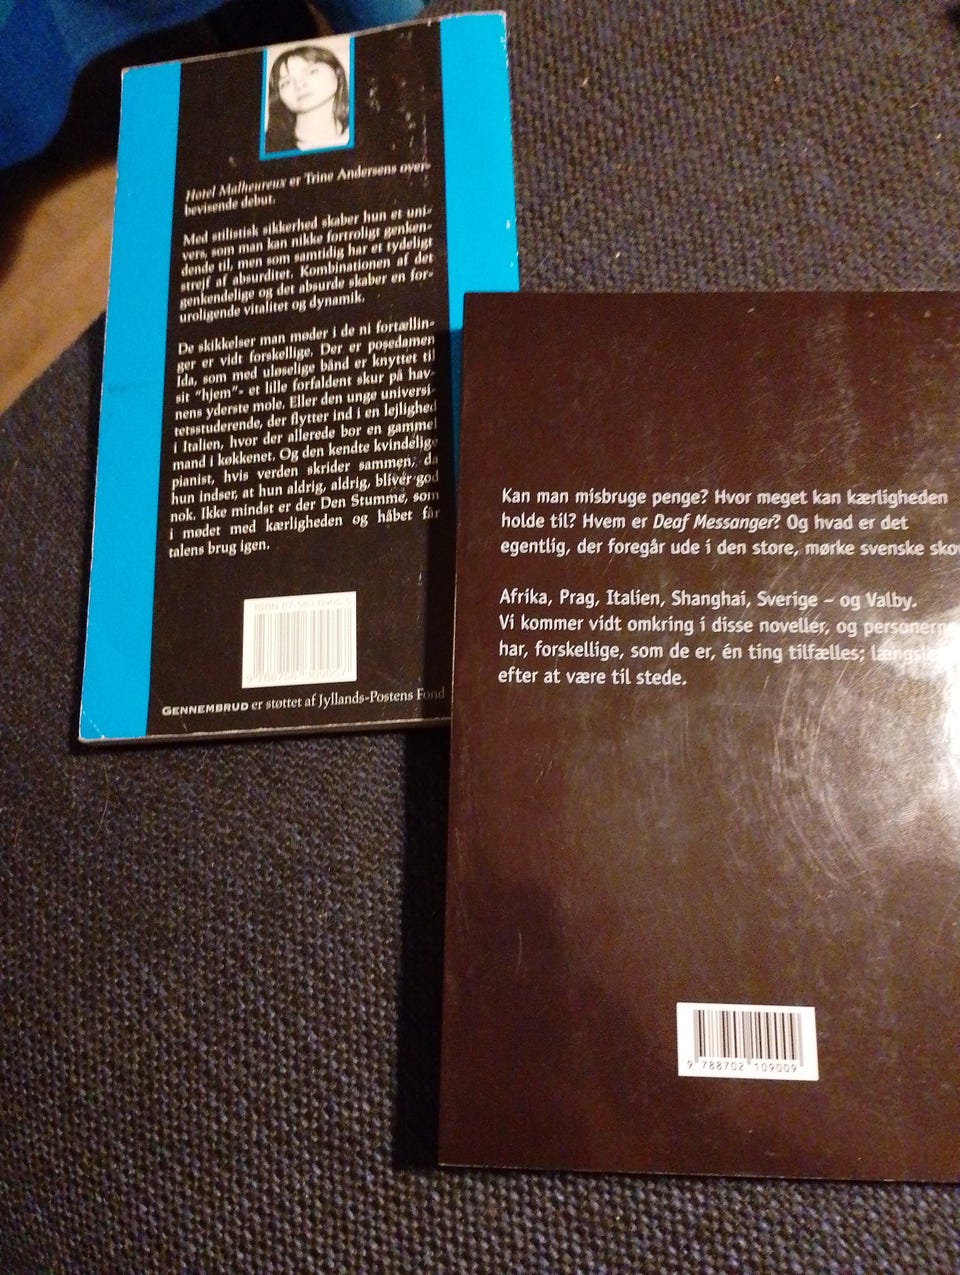 Hotel Malheureux er Trine Andersens over-
bevisende debut.
Med stilistisk sikkerhed skaber hun et uni-
vers, som man kan nikke fortroligt genken-
dende til, men som samtidig har et tydeligt
strejf af absurditet. Kombinationen af det
genkendelige og det absurde skaber en for-
uroligende vitalitet og dynamik.
De skikkelser man møder i de ni fortællin-
ger er vidt forskellige. Der er posedamen
Ida, som med uløselige bånd er knyttet til
sit "hjem"- et lille forfaldent skur på hav-
nens yderste mole. Eller den unge universi-
tetsstuderende, der flytter ind i en lejlighed
i Italien, hvor der allerede bor en gammel
mand i køkkenet. Og den kendte kvindelige
pianist, hvis verden skrider sammen, da
hun indser, at hun aldrig, aldrig, bliver god
nok. Ikke mindst er der Den Stumme, som
i mødet med kærligheden og håbet får
talens brug igen.
ISBN
GENNEMBRUD er støttet af Jyllands-Postens Fond
Kan man misbruge penge? Hvor meget kan kærligheden
holde til? Hvem er Deaf Messanger? Og hvad er det
egentlig, der foregår ude i den store, mørke svenske sko
Afrika, Prag, Italien, Shanghai, Sverige – og Valby.
Vi kommer vidt omkring i disse noveller, og personerne
har, forskellige, som de er, én ting tilfælles;
efter at være til stede.
9 788702 109009